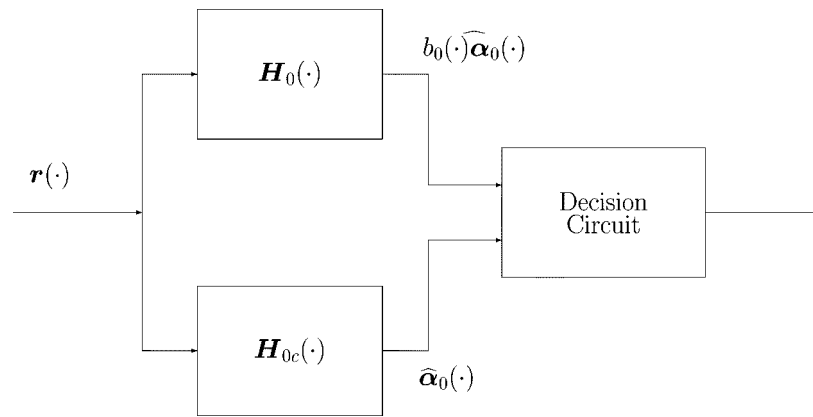 H₀(·)
b₀(·)α̂₀(·)
r(·)
Decision
Circuit
H₀c(·)
α̂₀(·)